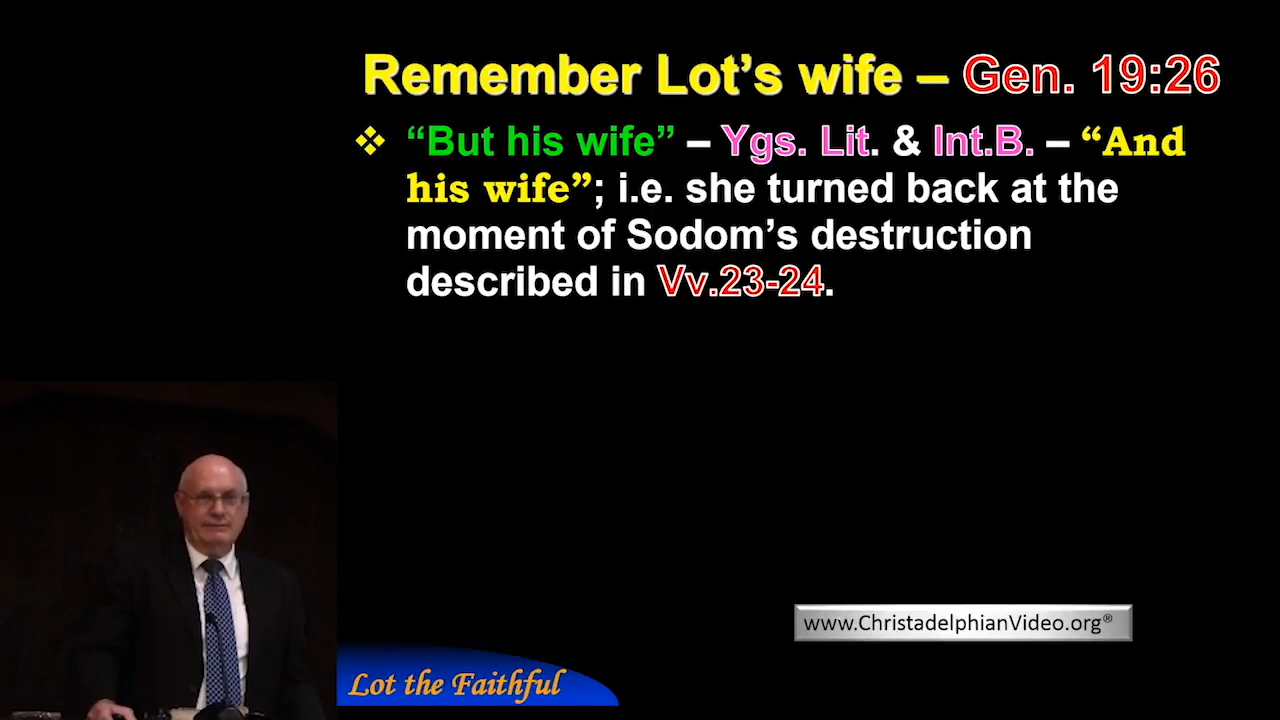 Remember Lot’s wife – Gen. 19:26
❖ “But his wife” – Ygs. Lit. & Int.B. – “And
his wife”; i.e. she turned back at the
moment of Sodom’s destruction
described in Vv.23-24.
www.ChristadelphianVideo.org®
Lot the Faithful